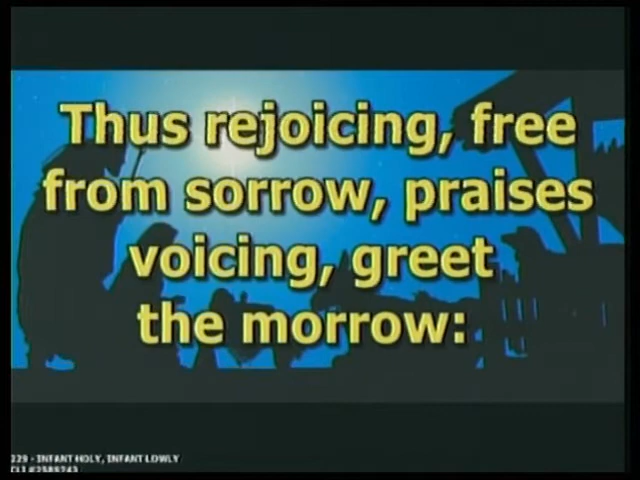 Thus rejoicing, free
from sorrow, praises
voicing, greet
the morrow:
229 - INFANT HOLY, INFANT LOWLY